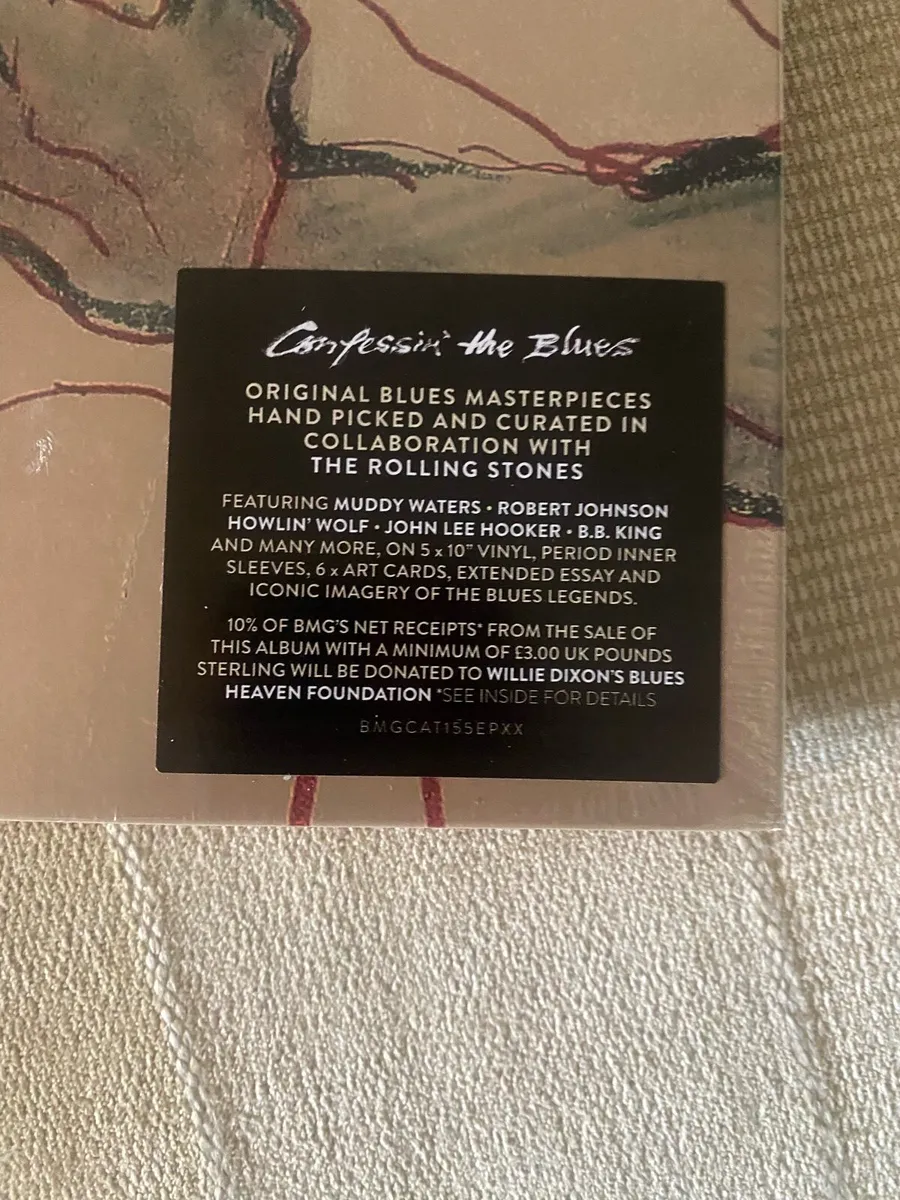 Confessin' the Blues
ORIGINAL BLUES MASTERPIECES
HAND PICKED AND CURATED IN
COLLABORATION WITH
THE ROLLING STONES
FEATURING MUDDY WATERS • ROBERT JOHNSON
HOWLIN' WOLF • JOHN LEE HOOKER • B.B. KING
AND MANY MORE, ON 5 x 10" VINYL, PERIOD INNER
SLEEVES, 6 x ART CARDS, EXTENDED ESSAY AND
ICONIC IMAGERY OF THE BLUES LEGENDS.
10% OF BMG'S NET RECEIPTS* FROM THE SALE OF
THIS ALBUM WITH A MINIMUM OF £3.00 UK POUNDS
STERLING WILL BE DONATED TO WILLIE DIXON'S BLUES
HEAVEN FOUNDATION *SEE INSIDE FOR DETAILS
BMGCAT155EPXX